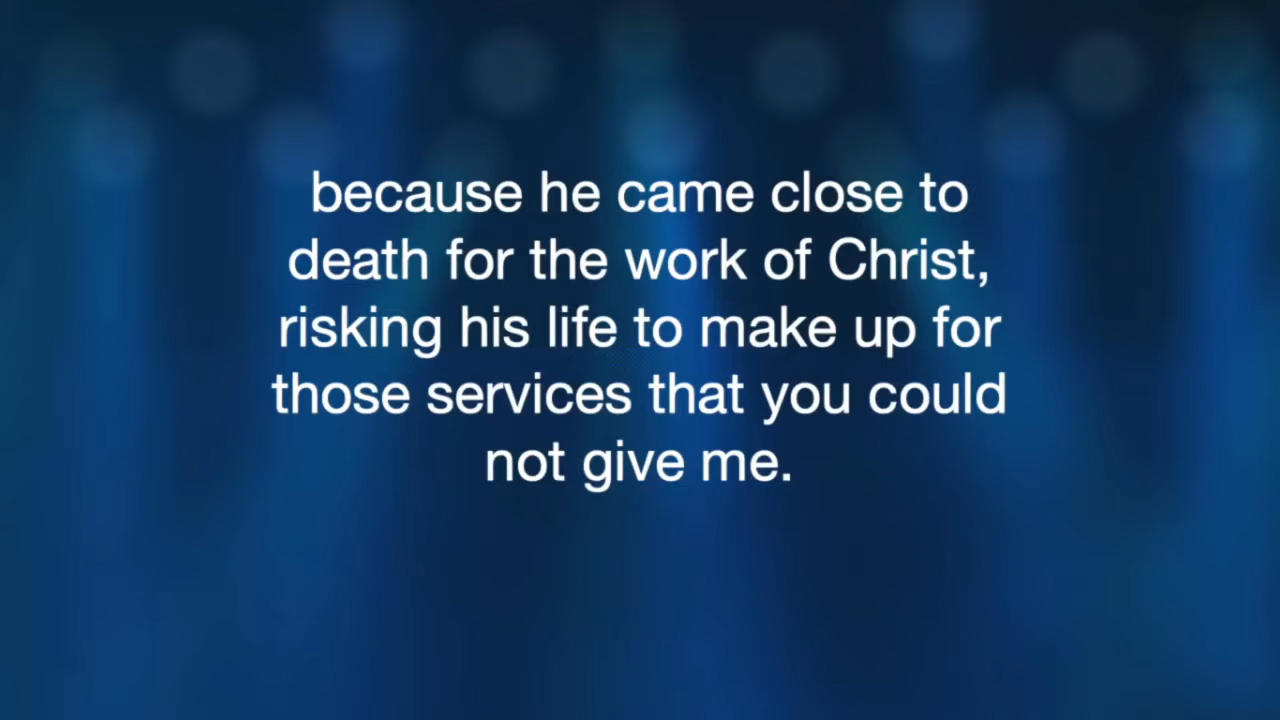 because he came close to
death for the work of Christ,
risking his life to make up for
those services that you could
not give me.